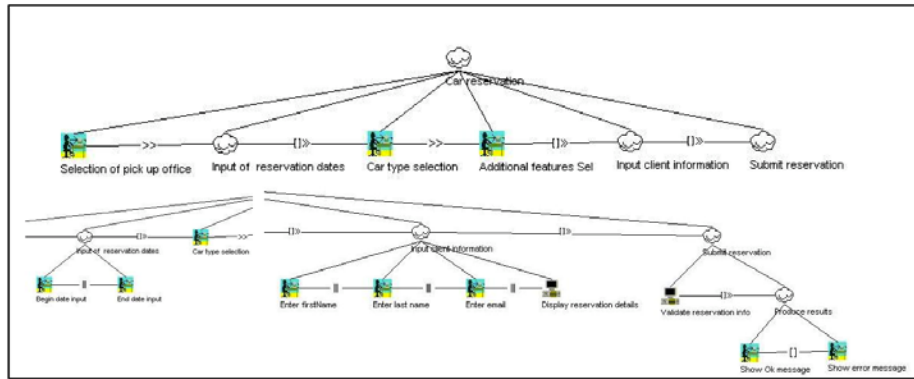 Car reservation
>> []>> >> []>> []>>
Selection of pick up office Input of reservation dates Car type selection Additional features Sel Input client information Submit reservation
[]>> >> []>> []>>
Input of reservation dates Car type selection Input client information Submit reservation
||| ||| ||| ||| []>>
Begin date input End date input Enter firstName Enter last name Enter email Display reservation details Validate reservation info Produce results
[]
Show Ok message Show error message